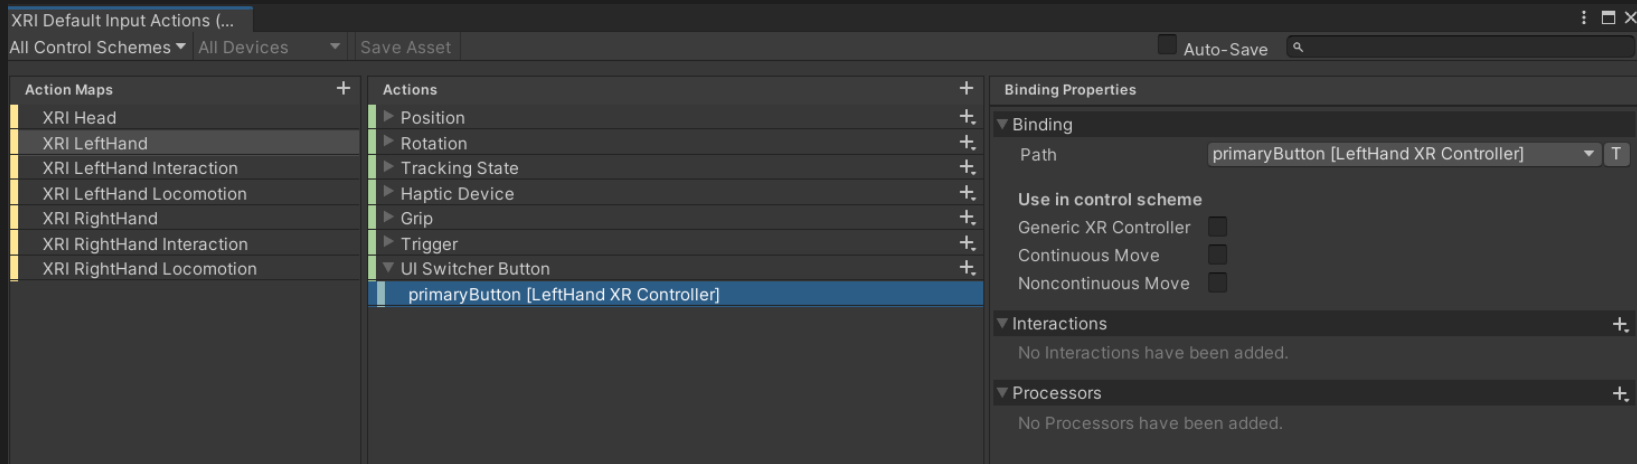 XRI Default Input Actions (...
All Control Schemes All Devices Save Asset Auto-Save
Action Maps
XRI Head
XRI LeftHand
XRI LeftHand Interaction
XRI LeftHand Locomotion
XRI RightHand
XRI RightHand Interaction
XRI RightHand Locomotion
Actions
Position
Rotation
Tracking State
Haptic Device
Grip
Trigger
UI Switcher Button
primaryButton [LeftHand XR Controller]
Binding Properties
Binding
Path primaryButton [LeftHand XR Controller] T
Use in control scheme
Generic XR Controller
Continuous Move
Noncontinuous Move
Interactions
No Interactions have been added.
Processors
No Processors have been added.